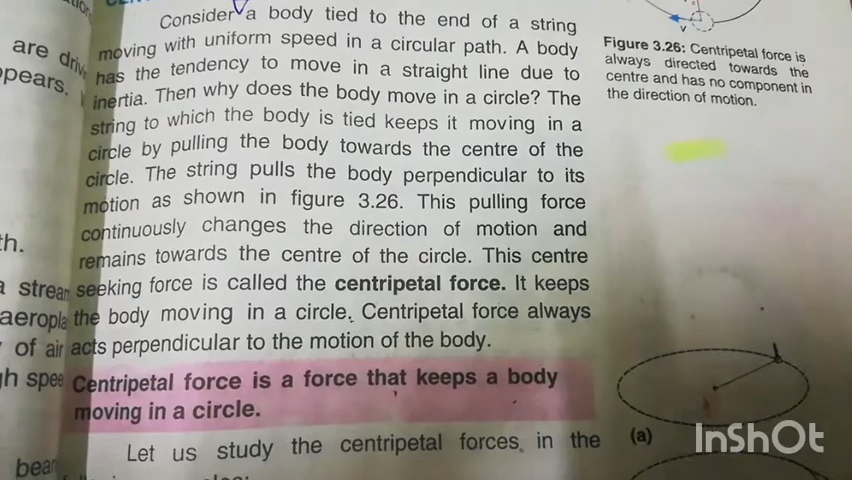 Consider a body tied to the end of a string
moving with uniform speed in a circular path. A body
has the tendency to move in a straight line due to
inertia. Then why does the body move in a circle? The
string to which the body is tied keeps it moving in a
circle by pulling the body towards the centre of the
circle. The string pulls the body perpendicular to its
motion as shown in figure 3.26. This pulling force
continuously changes the direction of motion and
remains towards the centre of the circle. This centre
seeking force is called the centripetal force. It keeps
the body moving in a circle. Centripetal force always
acts perpendicular to the motion of the body.
Centripetal force is a force that keeps a body
moving in a circle.
Let us study the centripetal forces in the
v
Figure 3.26: Centripetal force is
always directed towards the
centre and has no component in
the direction of motion.
(a)
are
th.
a
of air
InShOt